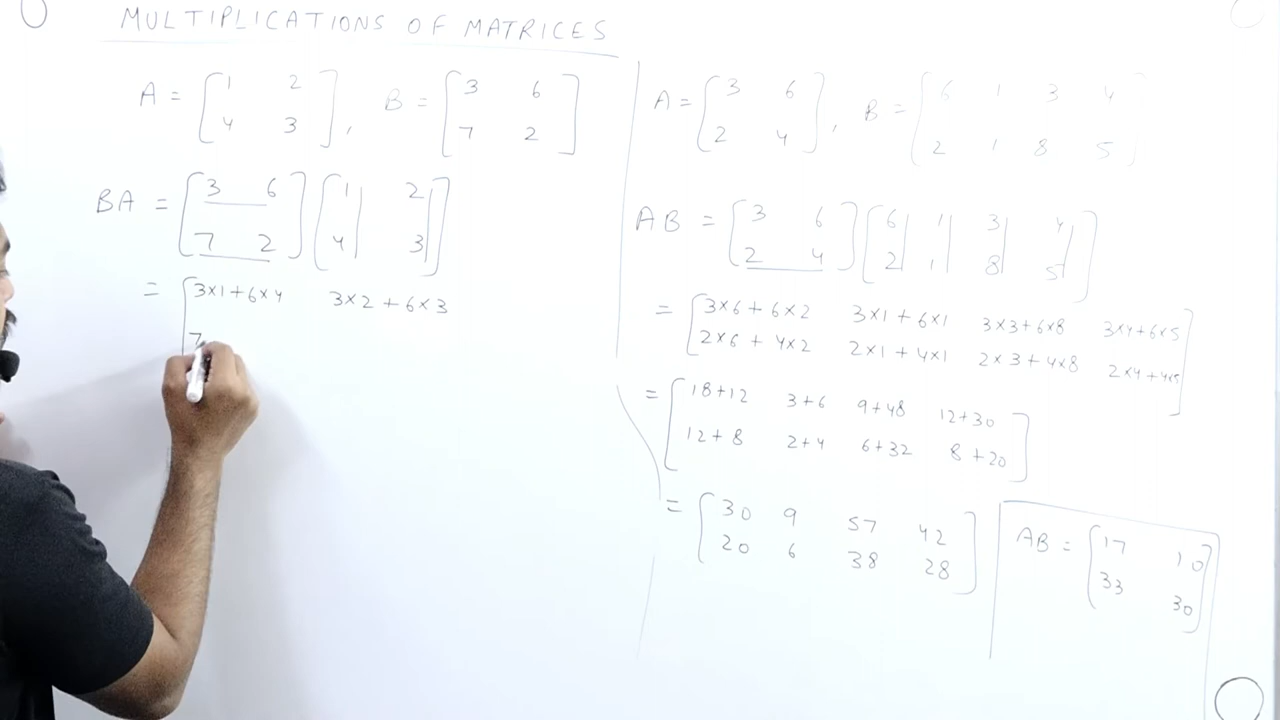 MULTIPLICATIONS OF MATRICES
A = [ 1 2
4 3 ] , B = [ 3 6
7 2 ]
BA = [ 3 6
7 2 ] [ 1 2
4 3 ]
= [ 3×1+6×4 3×2+6×3
7
A = [ 3 6
2 4 ] , B = [ 6 1 3 4
2 1 8 5 ]
AB = [ 3 6
2 4 ] [ 6 1 3 4
2 1 8 5 ]
= [ 3×6+6×2 3×1+6×1 3×3+6×8 3×4+6×5
2×6+4×2 2×1+4×1 2×3+4×8 2×4+4×5 ]
= [ 18+12 3+6 9+48 12+30
12+8 2+4 6+32 8+20 ]
= [ 30 9 57 42
20 6 38 28 ]
AB = [ 17 10
33 30 ]